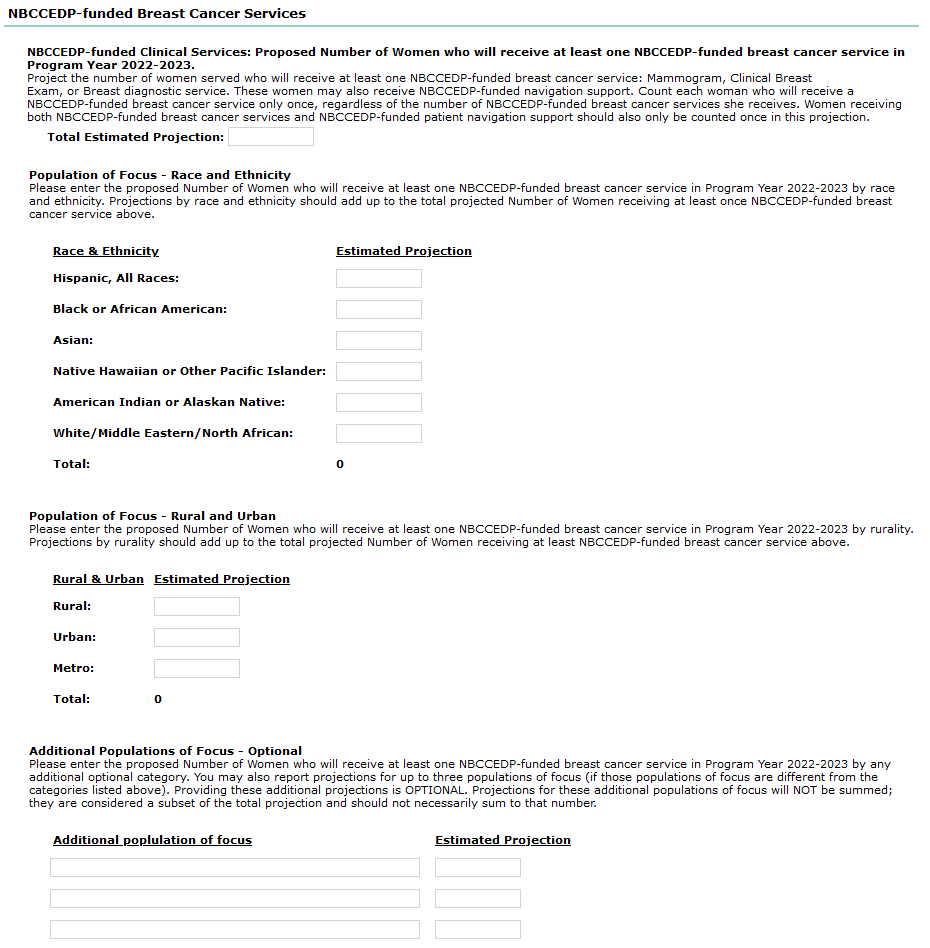 NBCCEDP-funded Breast Cancer Services
NBCCEDP-funded Clinical Services: Proposed Number of Women who will receive at least one NBCCEDP-funded breast cancer service in
Program Year 2022-2023.
Project the number of women served who will receive at least one NBCCEDP-funded breast cancer service: Mammogram, Clinical Breast
Exam, or Breast diagnostic service. These women may also receive NBCCEDP-funded navigation support. Count each woman who will receive a
NBCCEDP-funded breast cancer service only once, regardless of the number of NBCCEDP-funded breast cancer services she receives. Women receiving
both NBCCEDP-funded breast cancer services and NBCCEDP-funded patient navigation support should also only be counted once in this projection.
Total Estimated Projection:
Population of Focus - Race and Ethnicity
Please enter the proposed Number of Women who will receive at least one NBCCEDP-funded breast cancer service in Program Year 2022-2023 by race
and ethnicity. Projections by race and ethnicity should add up to the total projected Number of Women receiving at least once NBCCEDP-funded breast
cancer service above.
Race & Ethnicity Estimated Projection
Hispanic, All Races:
Black or African American:
Asian:
Native Hawaiian or Other Pacific Islander:
American Indian or Alaskan Native:
White/Middle Eastern/North African:
Total: 0
Population of Focus - Rural and Urban
Please enter the proposed Number of Women who will receive at least one NBCCEDP-funded breast cancer service in Program Year 2022-2023 by rurality.
Projections by rurality should add up to the total projected Number of Women receiving at least NBCCEDP-funded breast cancer service above.
Rural & Urban Estimated Projection
Rural:
Urban:
Metro:
Total: 0
Additional Populations of Focus - Optional
Please enter the proposed Number of Women who will receive at least one NBCCEDP-funded breast cancer service in Program Year 2022-2023 by any
additional optional category. You may also report projections for up to three populations of focus (if those populations of focus are different from the
categories listed above). Providing these additional projections is OPTIONAL. Projections for these additional populations of focus will NOT be summed;
they are considered a subset of the total projection and should not necessarily sum to that number.
Additional poplulation of focus Estimated Projection